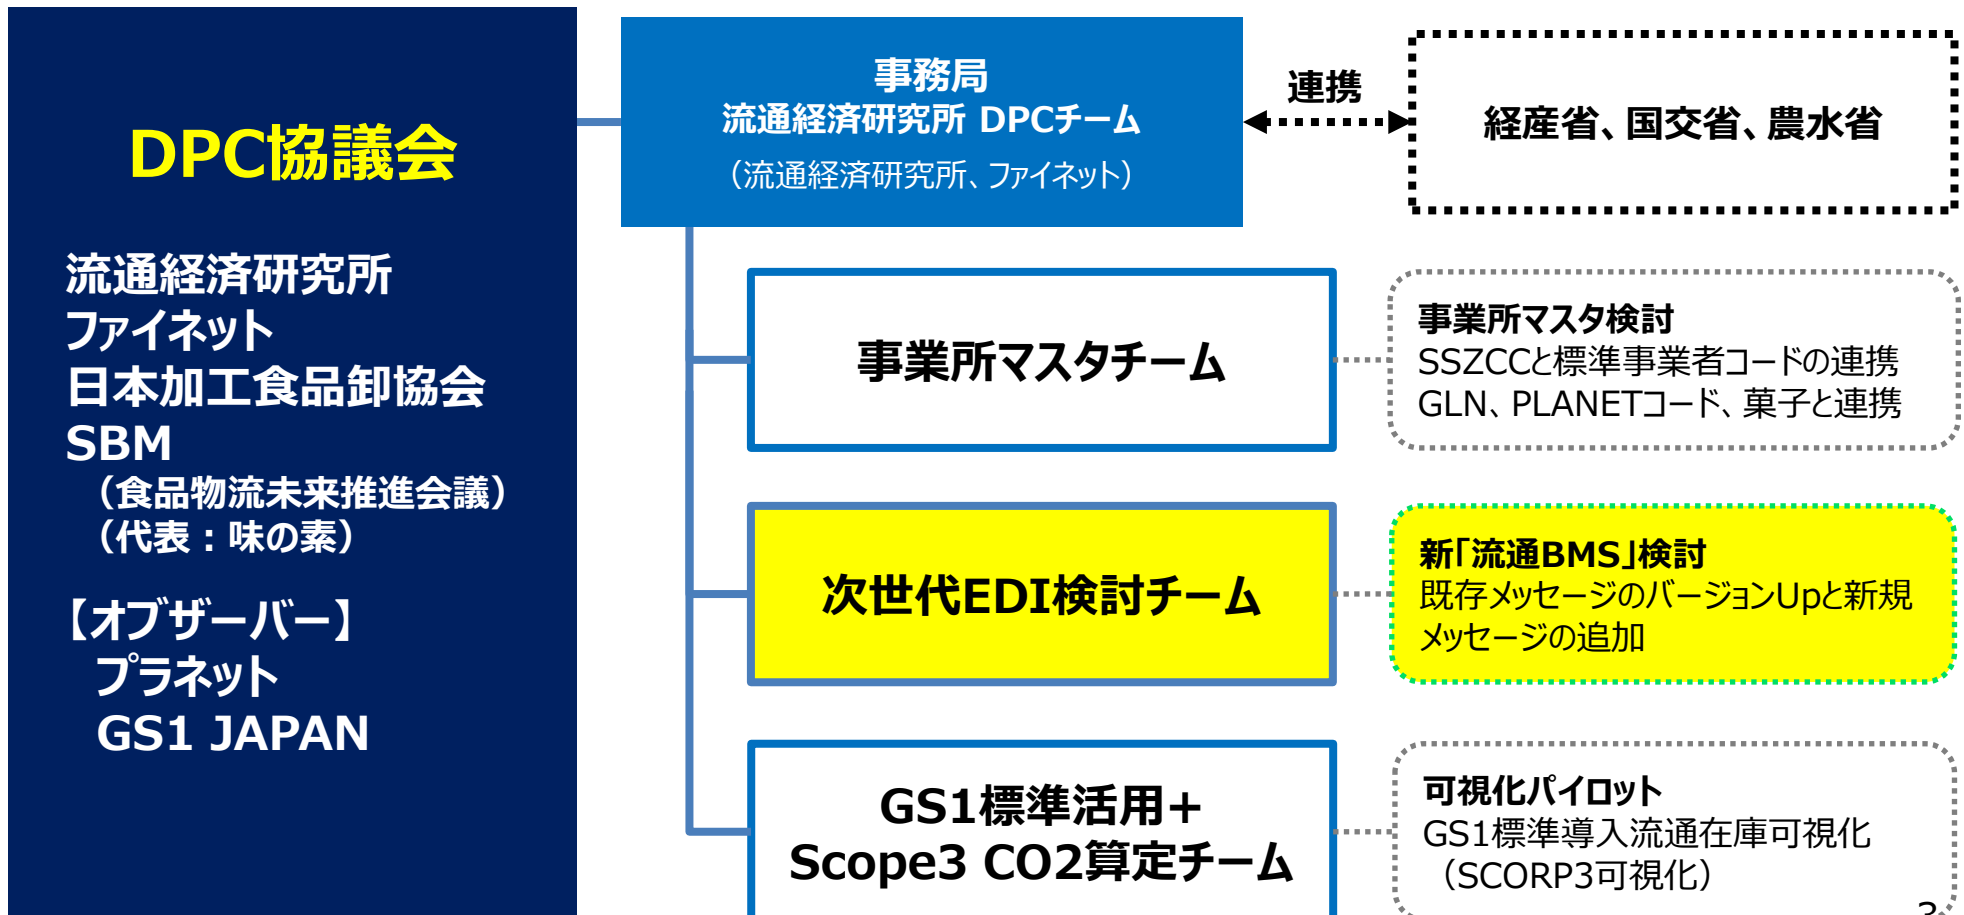 DPC協議会
流通経済研究所
ファイネット
日本加工食品卸協会
SBM
（食品物流未来推進会議）
（代表：味の素）
【オブザーバー】
プラネット
GS1 JAPAN
事務局
流通経済研究所 DPCチーム
（流通経済研究所、ファイネット）
連携
経産省、国交省、農水省
事業所マスタチーム
事業所マスタ検討
SSZCCと標準事業者コードの連携
GLN、PLANETコード、菓子と連携
次世代EDI検討チーム
新「流通BMS」検討
既存メッセージのバージョンUpと新規
メッセージの追加
GS1標準活用+
Scope3 CO2算定チーム
可視化パイロット
GS1標準導入流通在庫可視化
（SCORP3可視化）
3